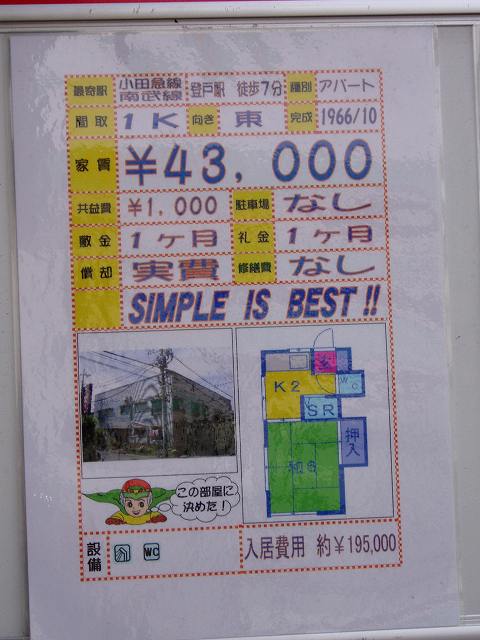 最寄駅 小田急線 南武線 登戸駅 徒歩7分 種別 アパート
間取 1K 向き 東 完成 1966/10
家賃 ¥43,000
共益費 ¥1,000 駐車場 なし
敷金 1ヶ月 礼金 1ヶ月
償却 実費 修繕費 なし
SIMPLE IS BEST!!
玄
K2
WC
SR
押入
この部屋に
決めた!
設備 WC 入居費用 約¥195,000